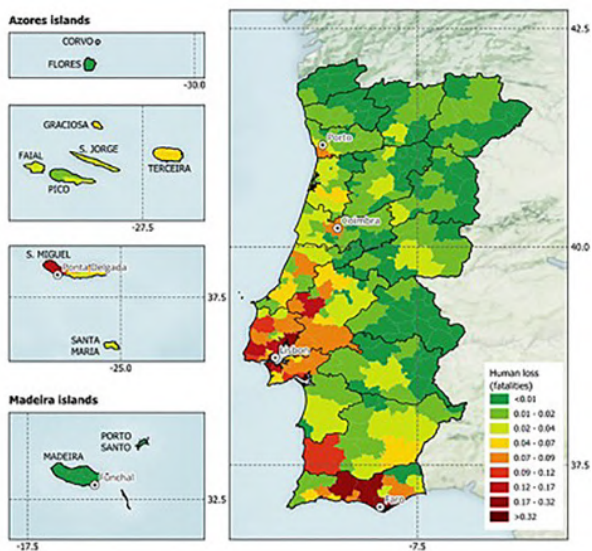 Azores islands
CORVO
FLORES
-30.0
GRACIOSA
FAIAL
S. JORGE
PICO
TERCEIRA
-27.5
S. MIGUEL
Ponta Delgada
37.5
SANTA
MARIA
-25.0
Madeira islands
PORTO
SANTO
MADEIRA
Funchal
32.5
-17.5
42.5
Porto
Coimbra
40.0
Lisbon
Human loss
(fatalities)
<0.01
0.01 - 0.02
0.02 - 0.04
0.04 - 0.07
0.07 - 0.09
0.09 - 0.12
0.12 - 0.17
0.17 - 0.32
>0.32
37.5
Faro
-7.5